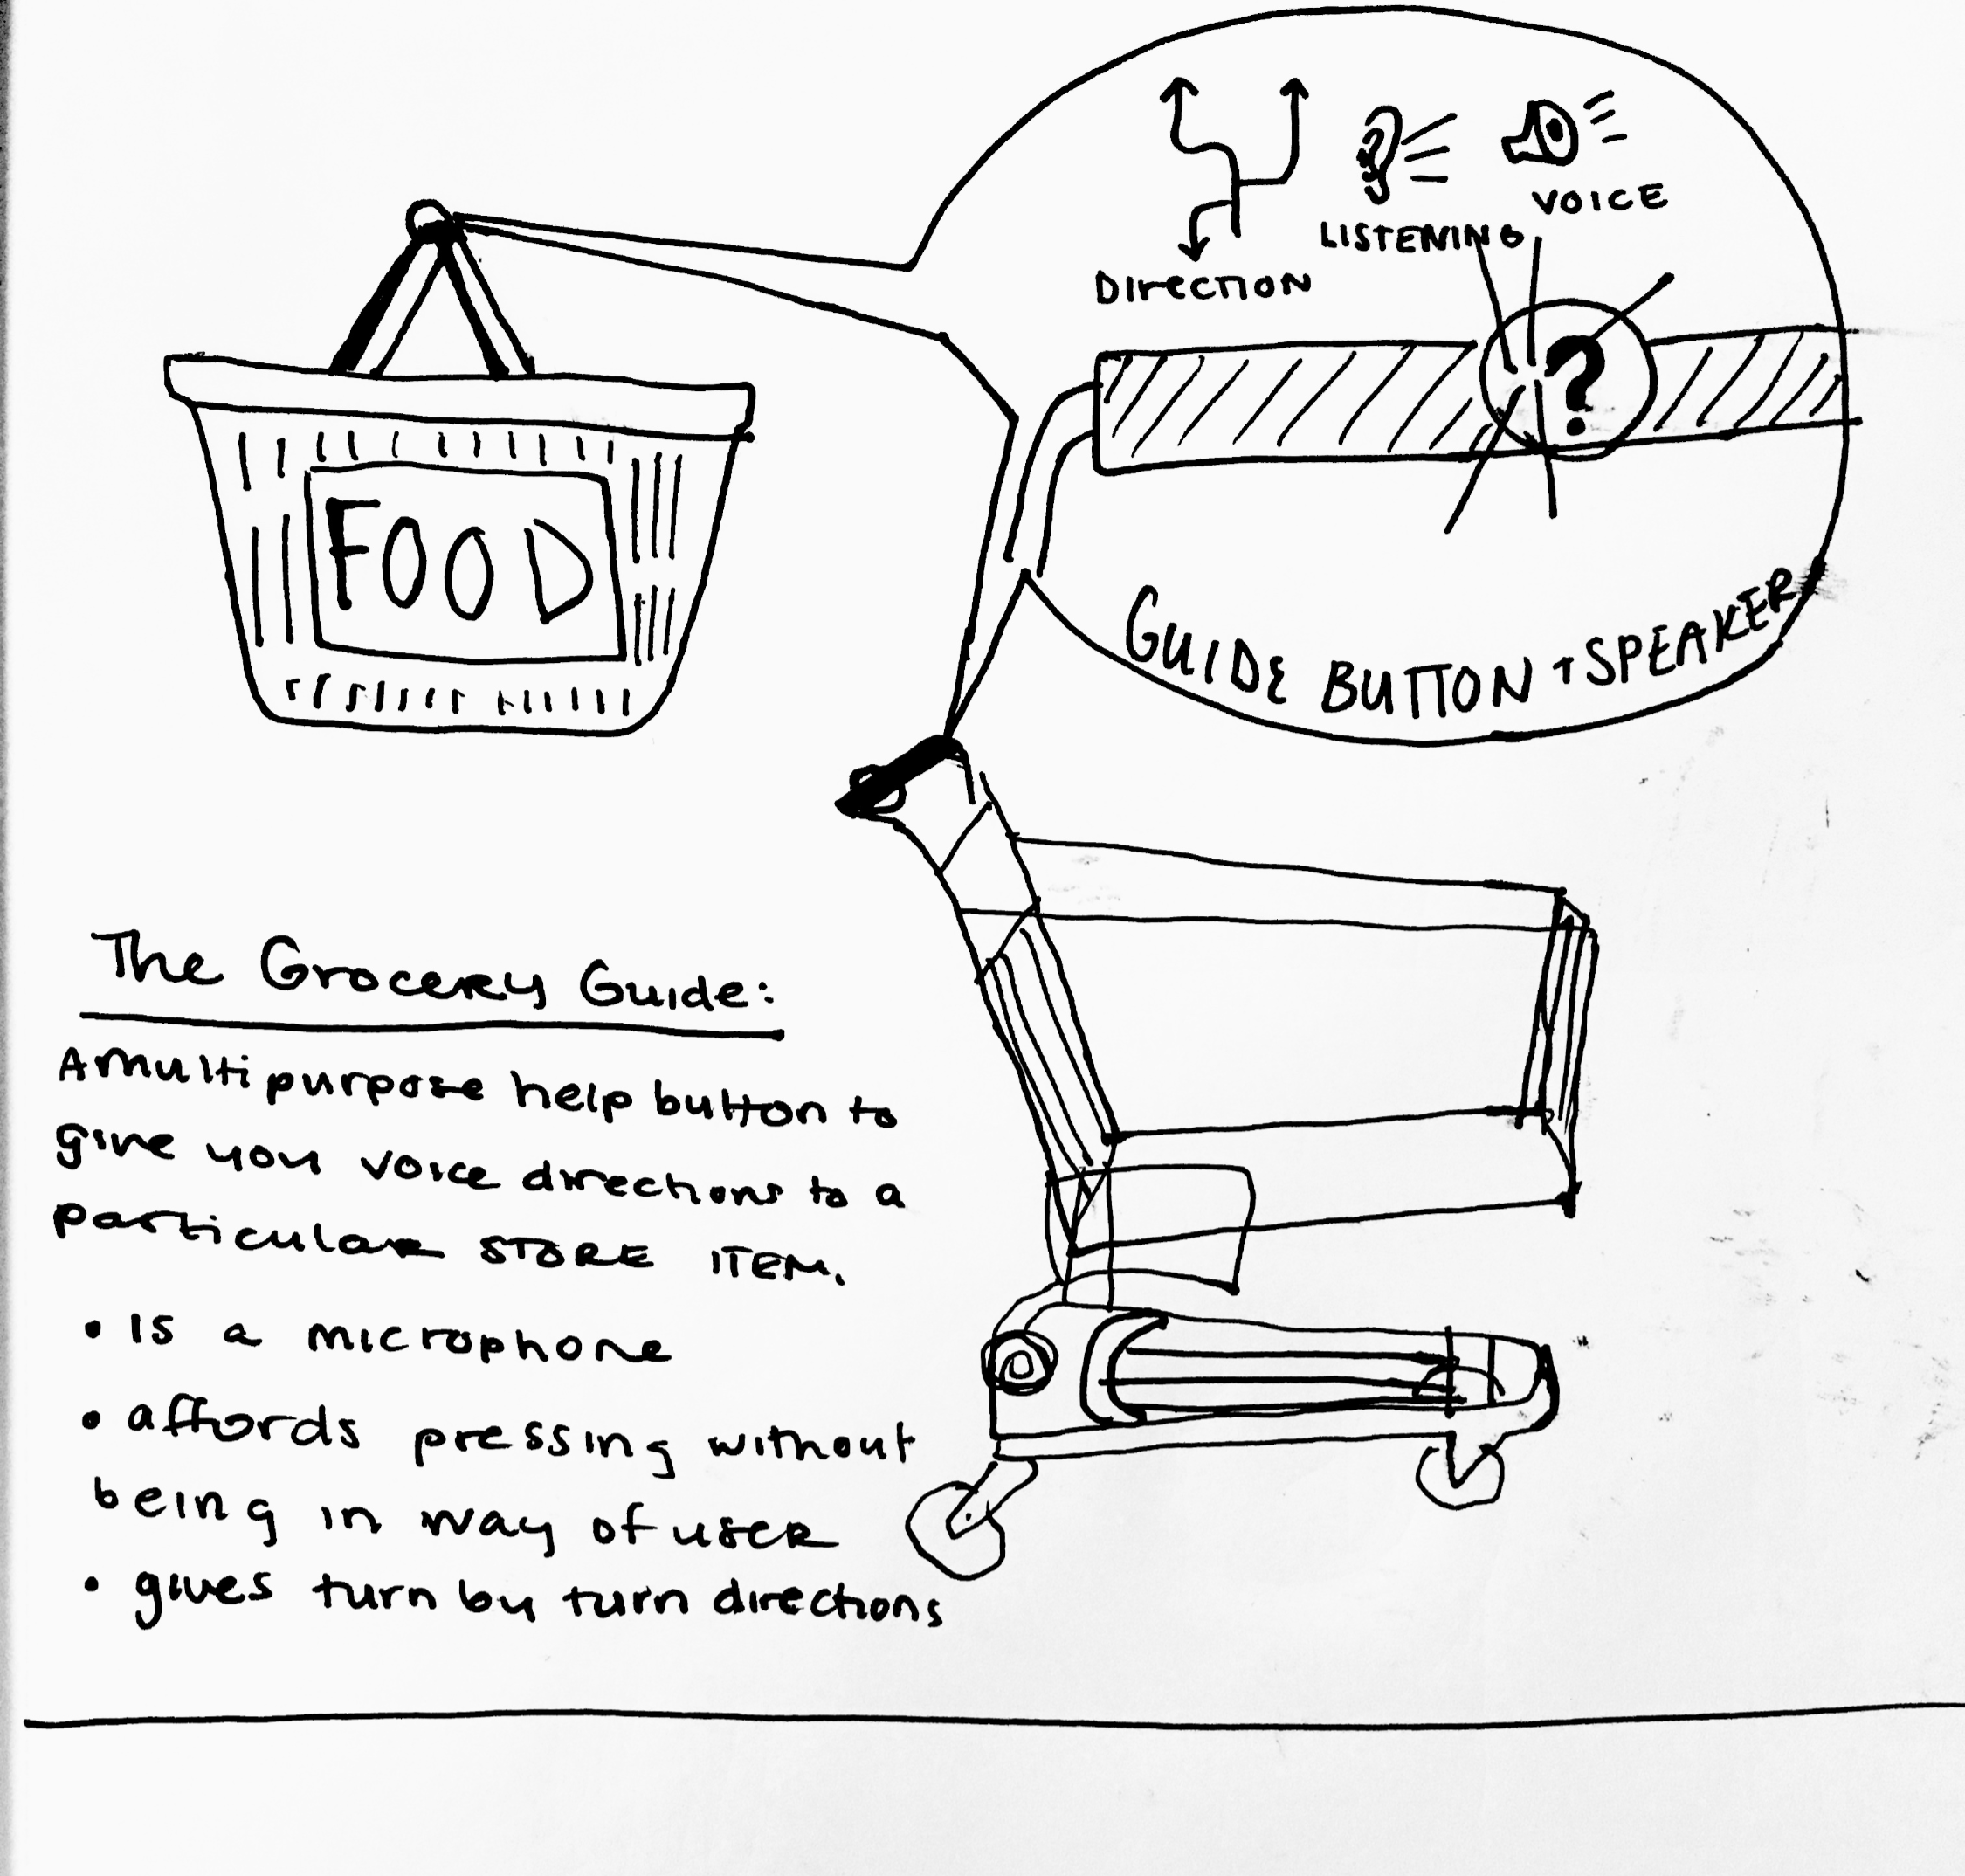 VOICE
LISTENING
DIRECTION
?
FOOD
GUIDE BUTTON + SPEAKER
The Grocery Guide:
A multipurpose help button to
give you voice directions to a
particular STORE ITEM.
• is a microphone
• affords pressing without
being in way of user
• gives turn by turn directions